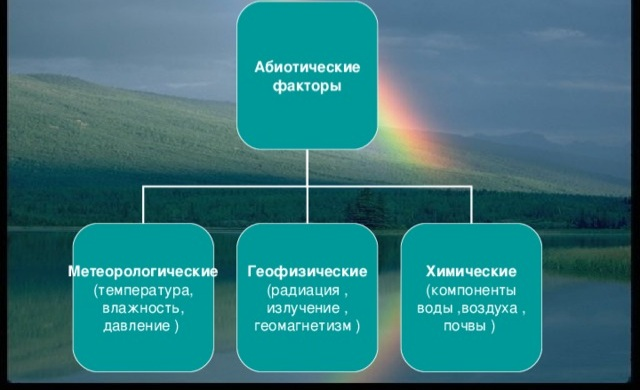 Абиотические
факторы
Метеорологические
(температура,
влажность,
давление )
Геофизические
(радиация ,
излучение ,
геомагнетизм )
Химические
(компоненты
воды ,воздуха ,
почвы )